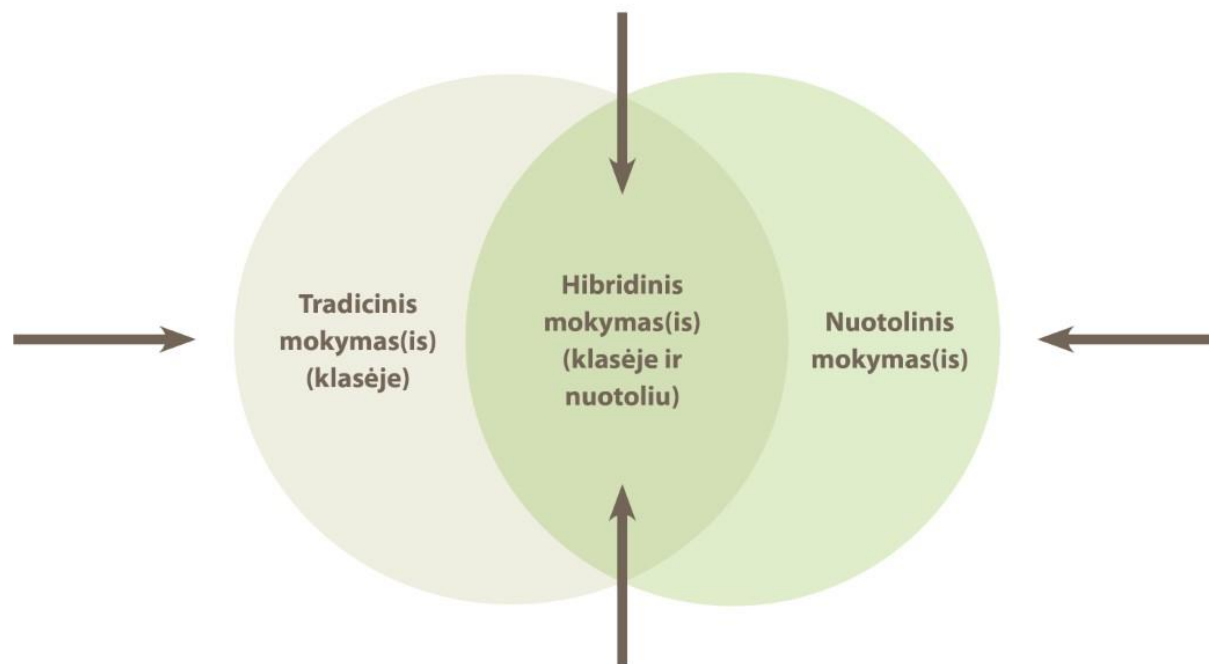 Tradicinis
mokymas(is)
(klasėje)
Hibridinis
mokymas(is)
(klasėje ir
nuotoliu)
Nuotolinis
mokymas(is)